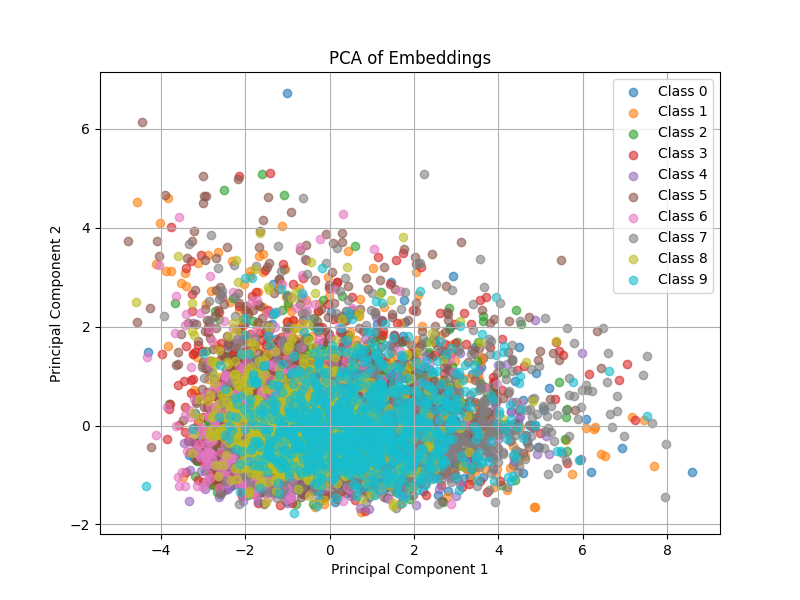 PCA of Embeddings
Class 0
Class 1
Class 2
Class 3
Class 4
Class 5
Class 6
Class 7
Class 8
Class 9
Principal Component 2
6
4
2
0
−2
−4 −2 0 2 4 6 8
Principal Component 1